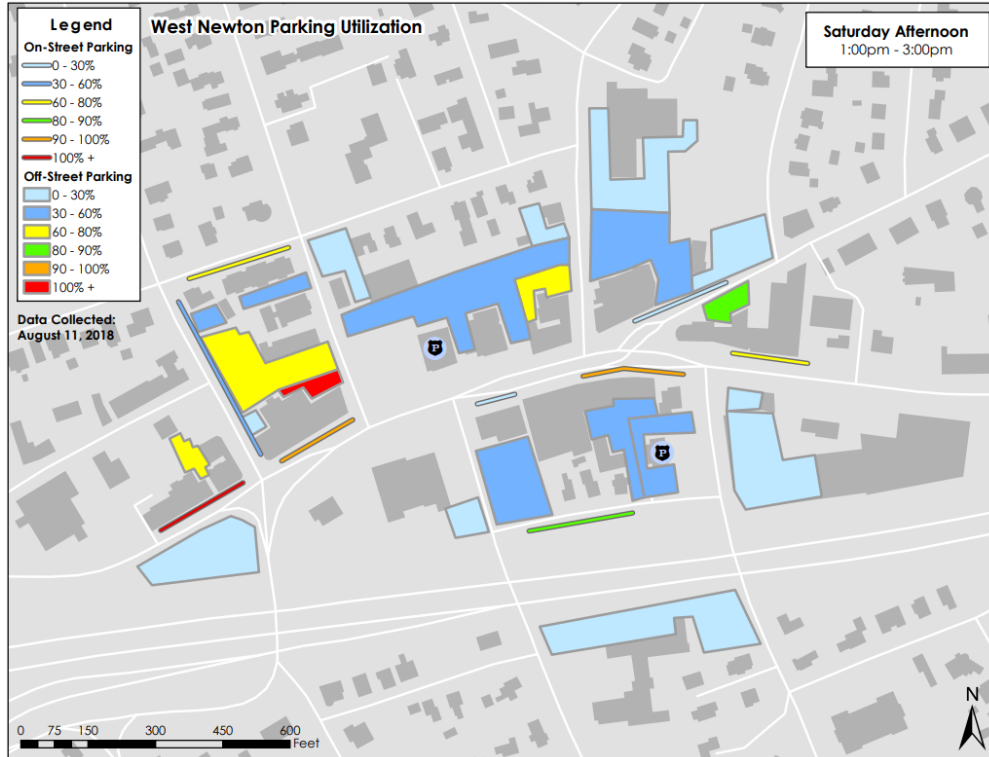 Legend
On-Street Parking
0 - 30%
30 - 60%
60 - 80%
80 - 90%
90 - 100%
100% +
Off-Street Parking
0 - 30%
30 - 60%
60 - 80%
80 - 90%
90 - 100%
100% +
Data Collected:
August 11, 2018
West Newton Parking Utilization
Saturday Afternoon
1:00pm - 3:00pm
P
P
0 75 150 300 450 600
Feet
N